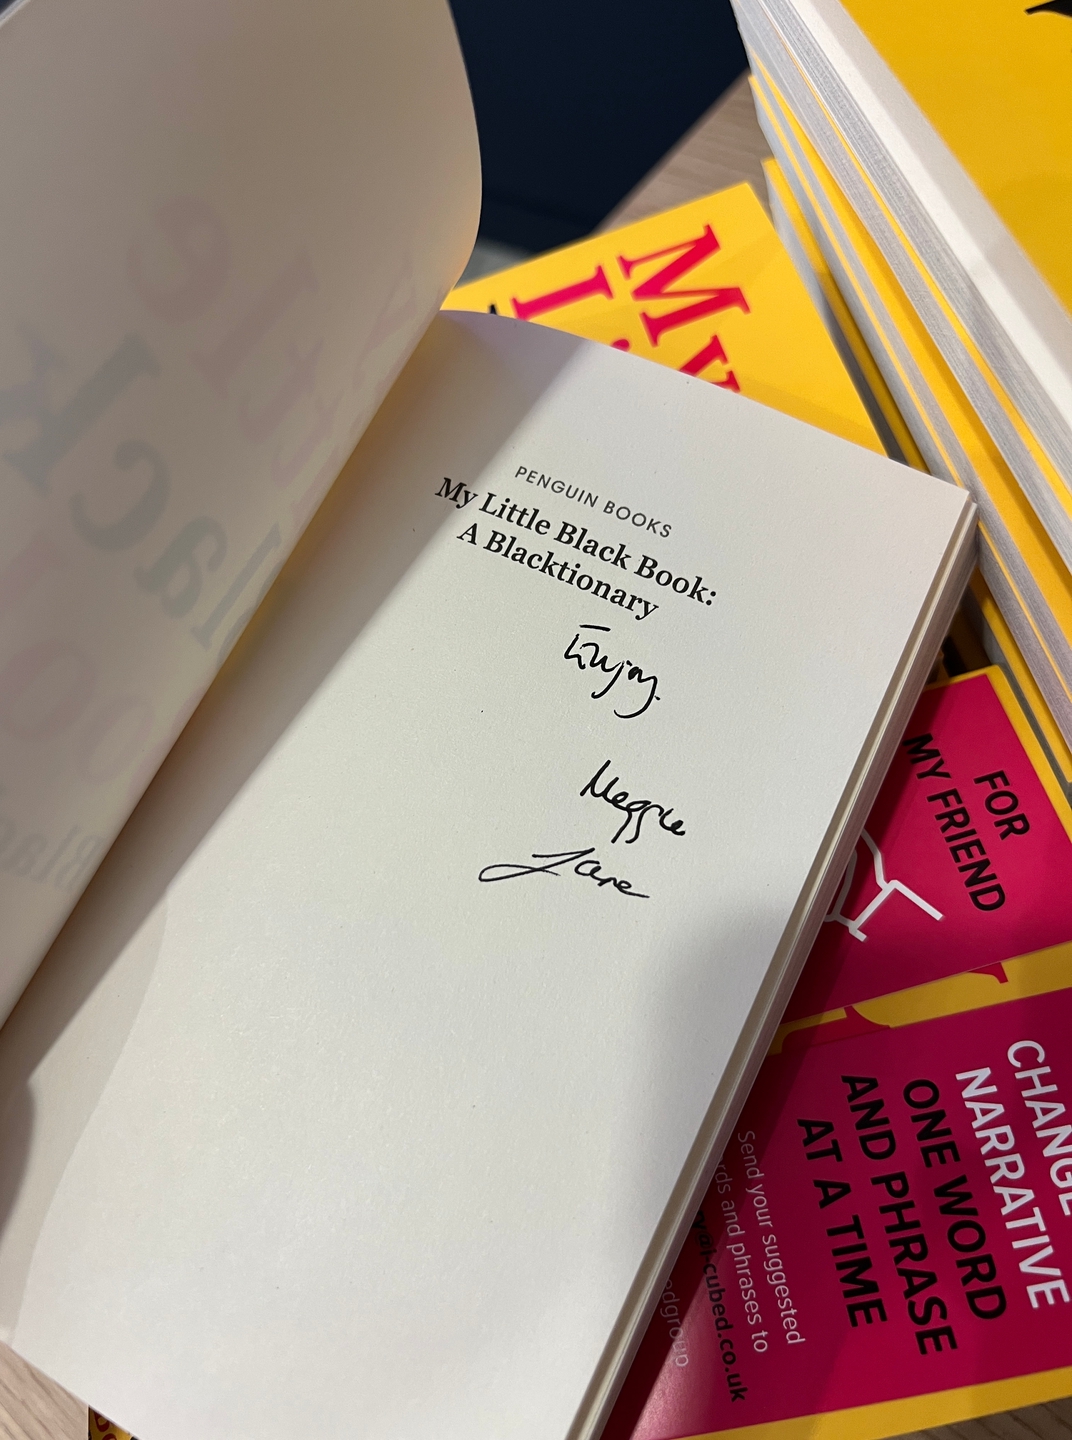 PENGUIN BOOKS
My Little Black Book:
A Blacktionary
Enjoy
Maggie
Jane
My
FOR
MY FRIEND
CHANGE
NARRATIVE
ONE WORD
AND PHRASE
AT A TIME
Send your suggested
and phrases to